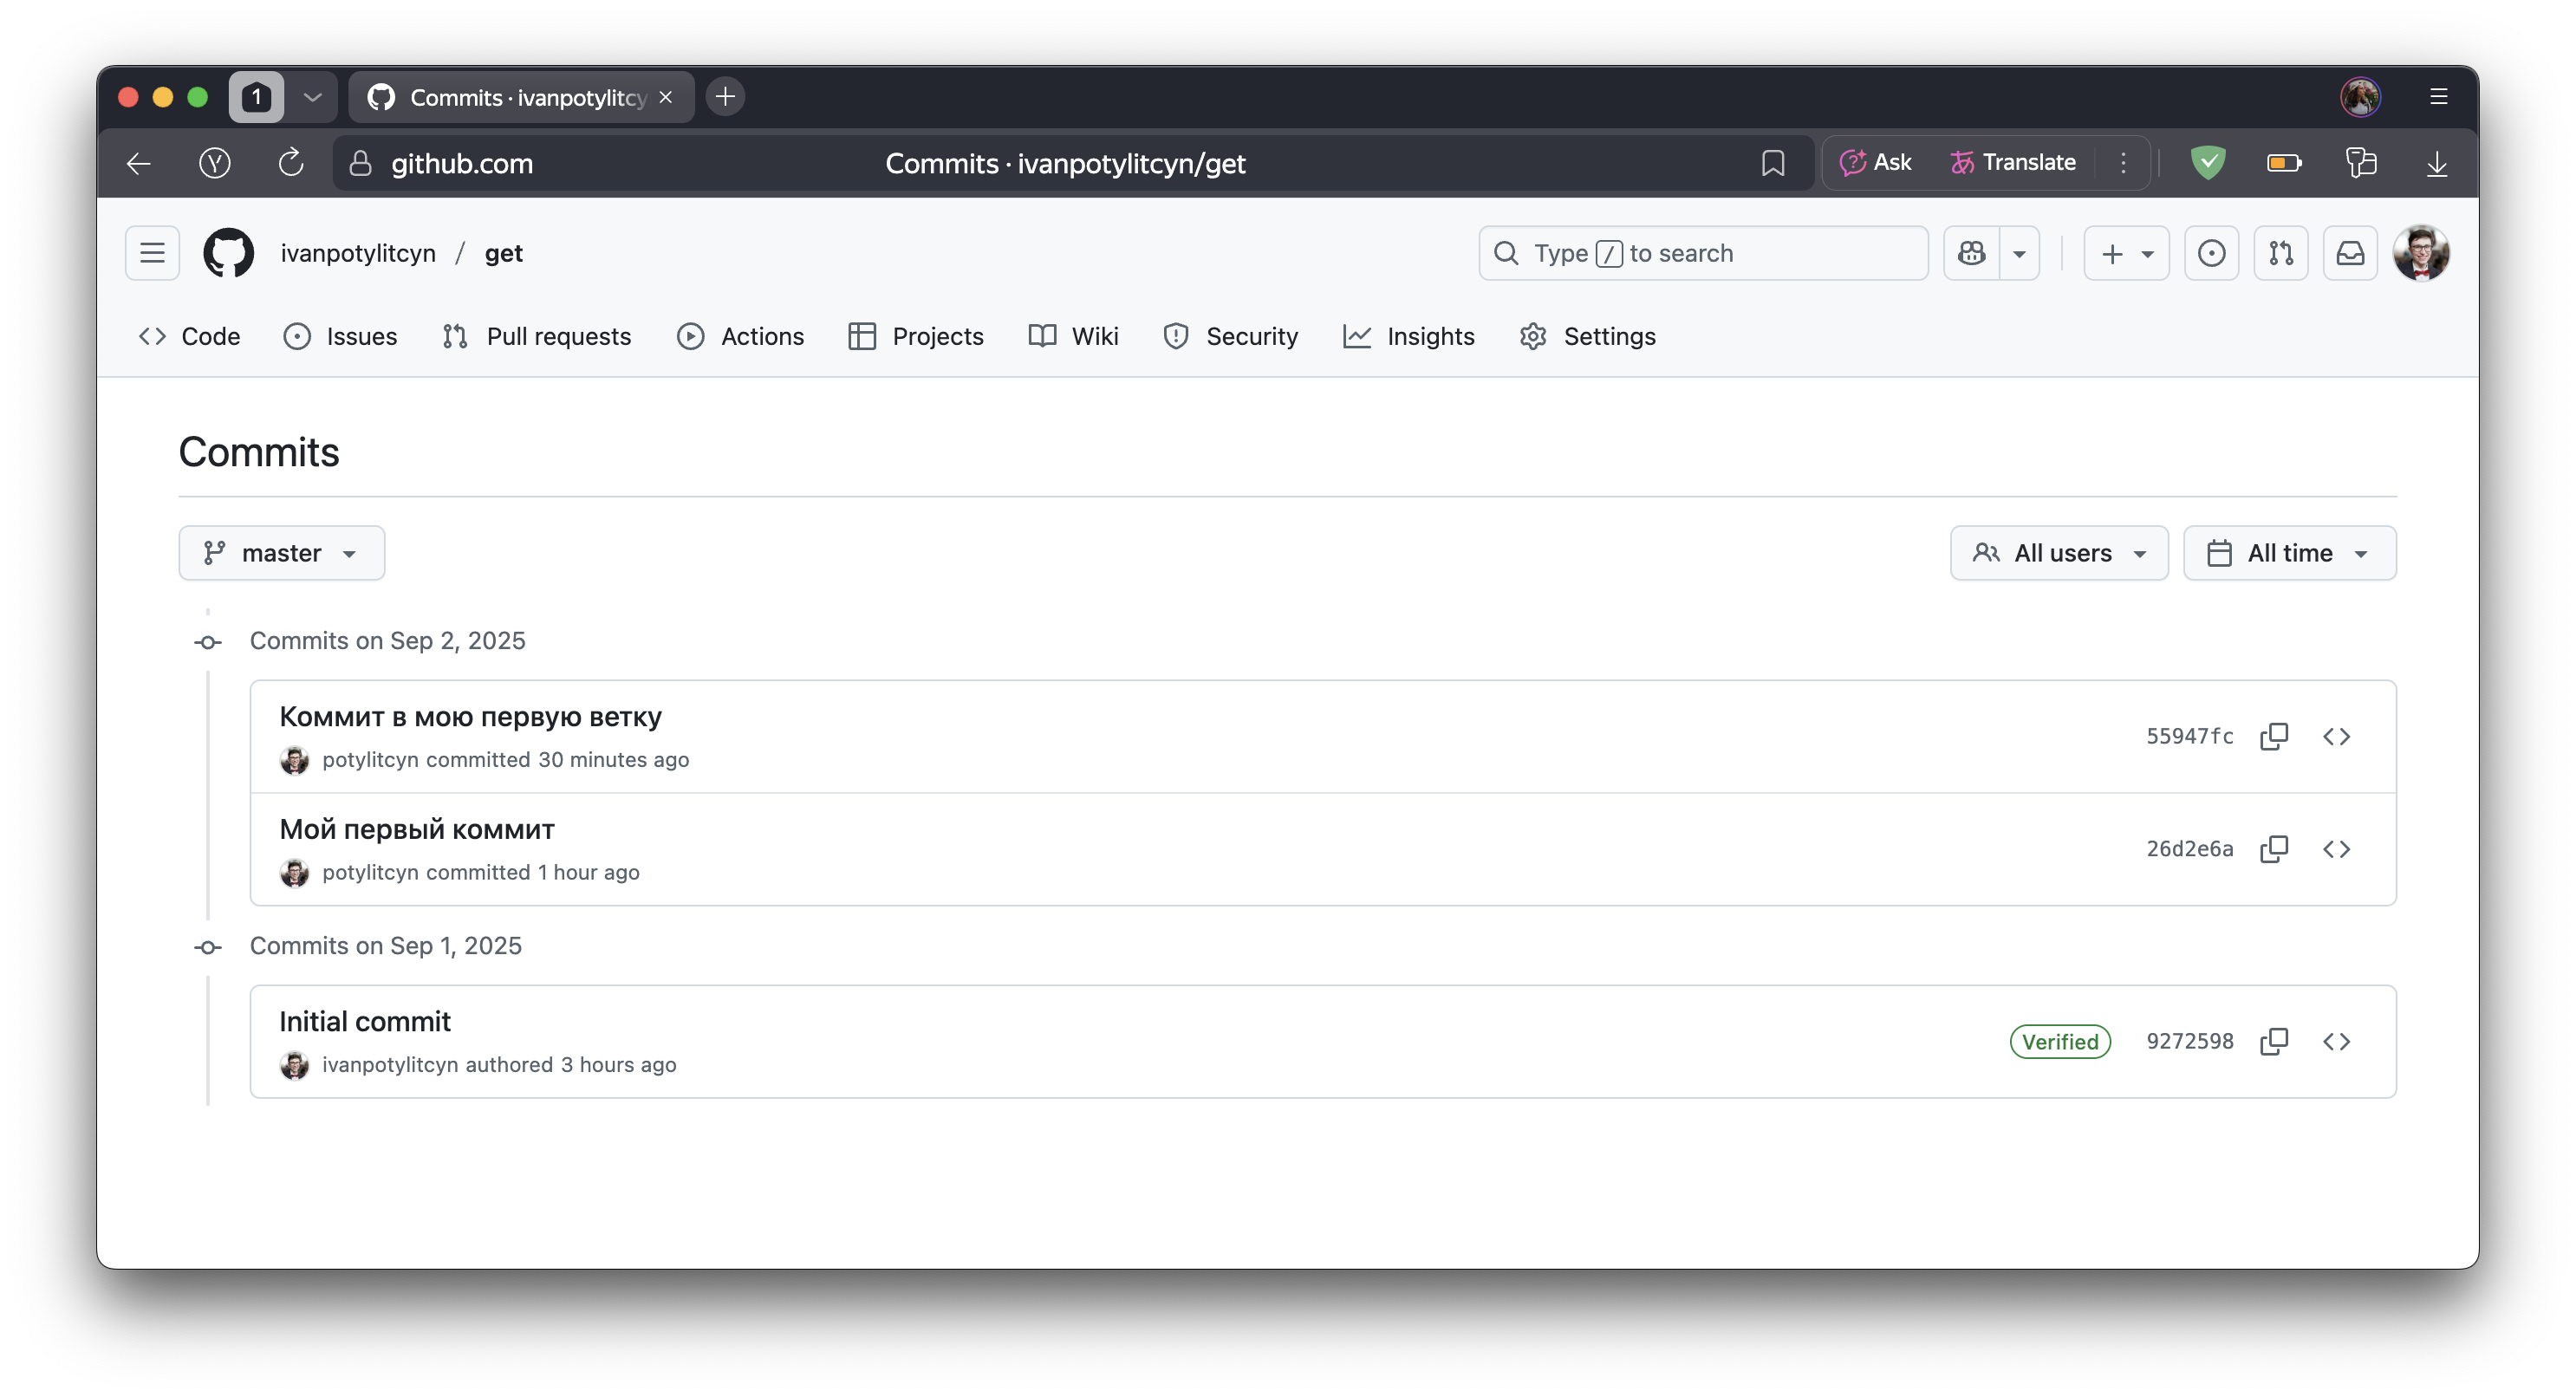 1
Commits · ivanpotylitcy
github.com
Commits · ivanpotylitcyn/get
Ask
Translate
ivanpotylitcyn / get
Type / to search
Code
Issues
Pull requests
Actions
Projects
Wiki
Security
Insights
Settings
Commits
master
All users
All time
Commits on Sep 2, 2025
Коммит в мою первую ветку
potylitcyn committed 30 minutes ago
55947fc
Мой первый коммит
potylitcyn committed 1 hour ago
26d2e6a
Commits on Sep 1, 2025
Initial commit
ivanpotylitcyn authored 3 hours ago
Verified
9272598